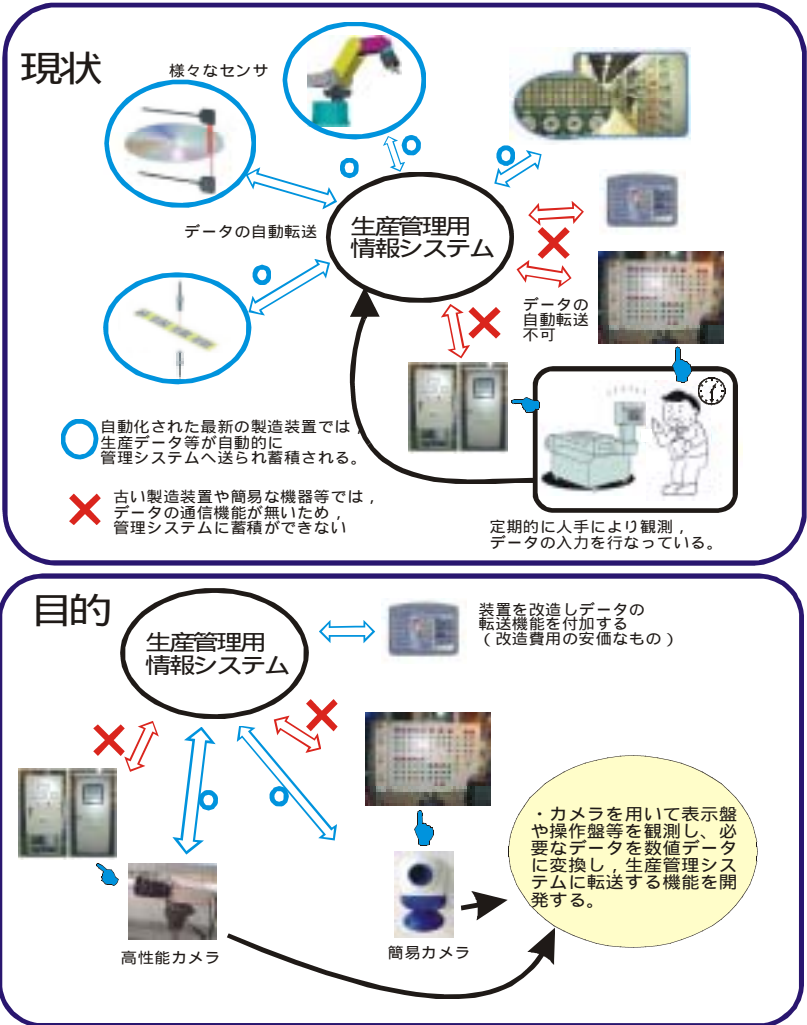 現状
様々なセンサ
データの自動転送
生産管理用
情報システム
データの
自動転送
不可
自動化された最新の製造装置では，
生産データ等が自動的に
管理システムへ送られ蓄積される。
古い製造装置や簡易な機器等では，
データの通信機能が無いため，
管理システムに蓄積ができない
定期的に人手により観測，
データの入力を行なっている。
目的
生産管理用
情報システム
装置を改造しデータの
転送機能を付加する
（改造費用の安価なもの）
・カメラを用いて表示盤
や操作盤等を観測し、必
要なデータを数値データ
に変換し，生産管理シス
テムに転送する機能を開
発する。
高性能カメラ
簡易カメラ